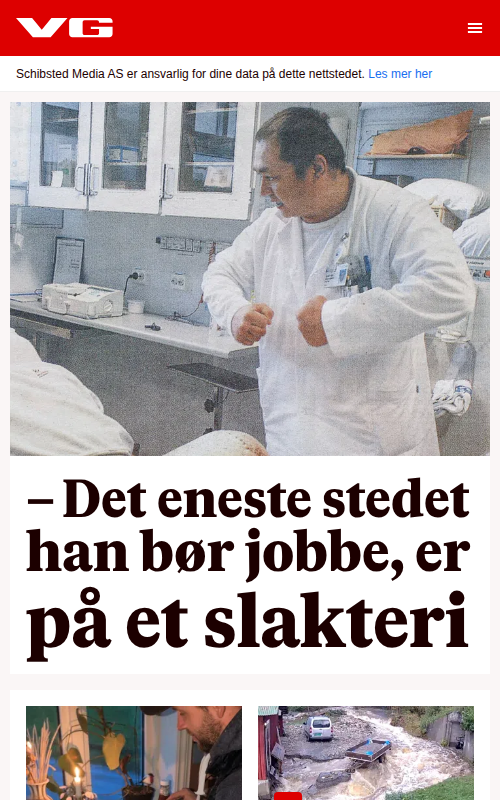 VG
Schibsted Media AS er ansvarlig for dine data på dette nettstedet. Les mer her
– Det eneste stedet
han bør jobbe, er
på et slakteri